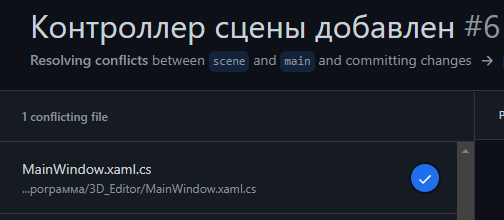 Контроллер сцены добавлен #6
Resolving conflicts between scene and main and committing changes →
1 conflicting file
MainWindow.xaml.cs
...рограмма/3D_Editor/MainWindow.xaml.cs